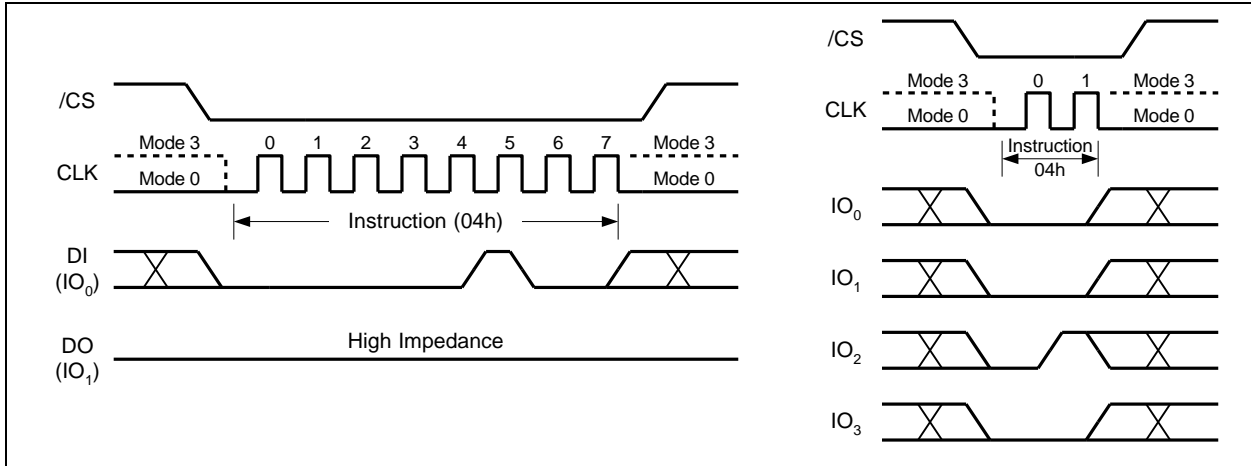 /CS
Mode 3 0 1 2 3 4 5 6 7 Mode 3
CLK
Mode 0 Mode 0
Instruction (04h)
DI
(IO0)
High Impedance
DO
(IO1)
/CS
Mode 3 0 1 Mode 3
CLK
Mode 0 Mode 0
Instruction
04h
IO0
IO1
IO2
IO3